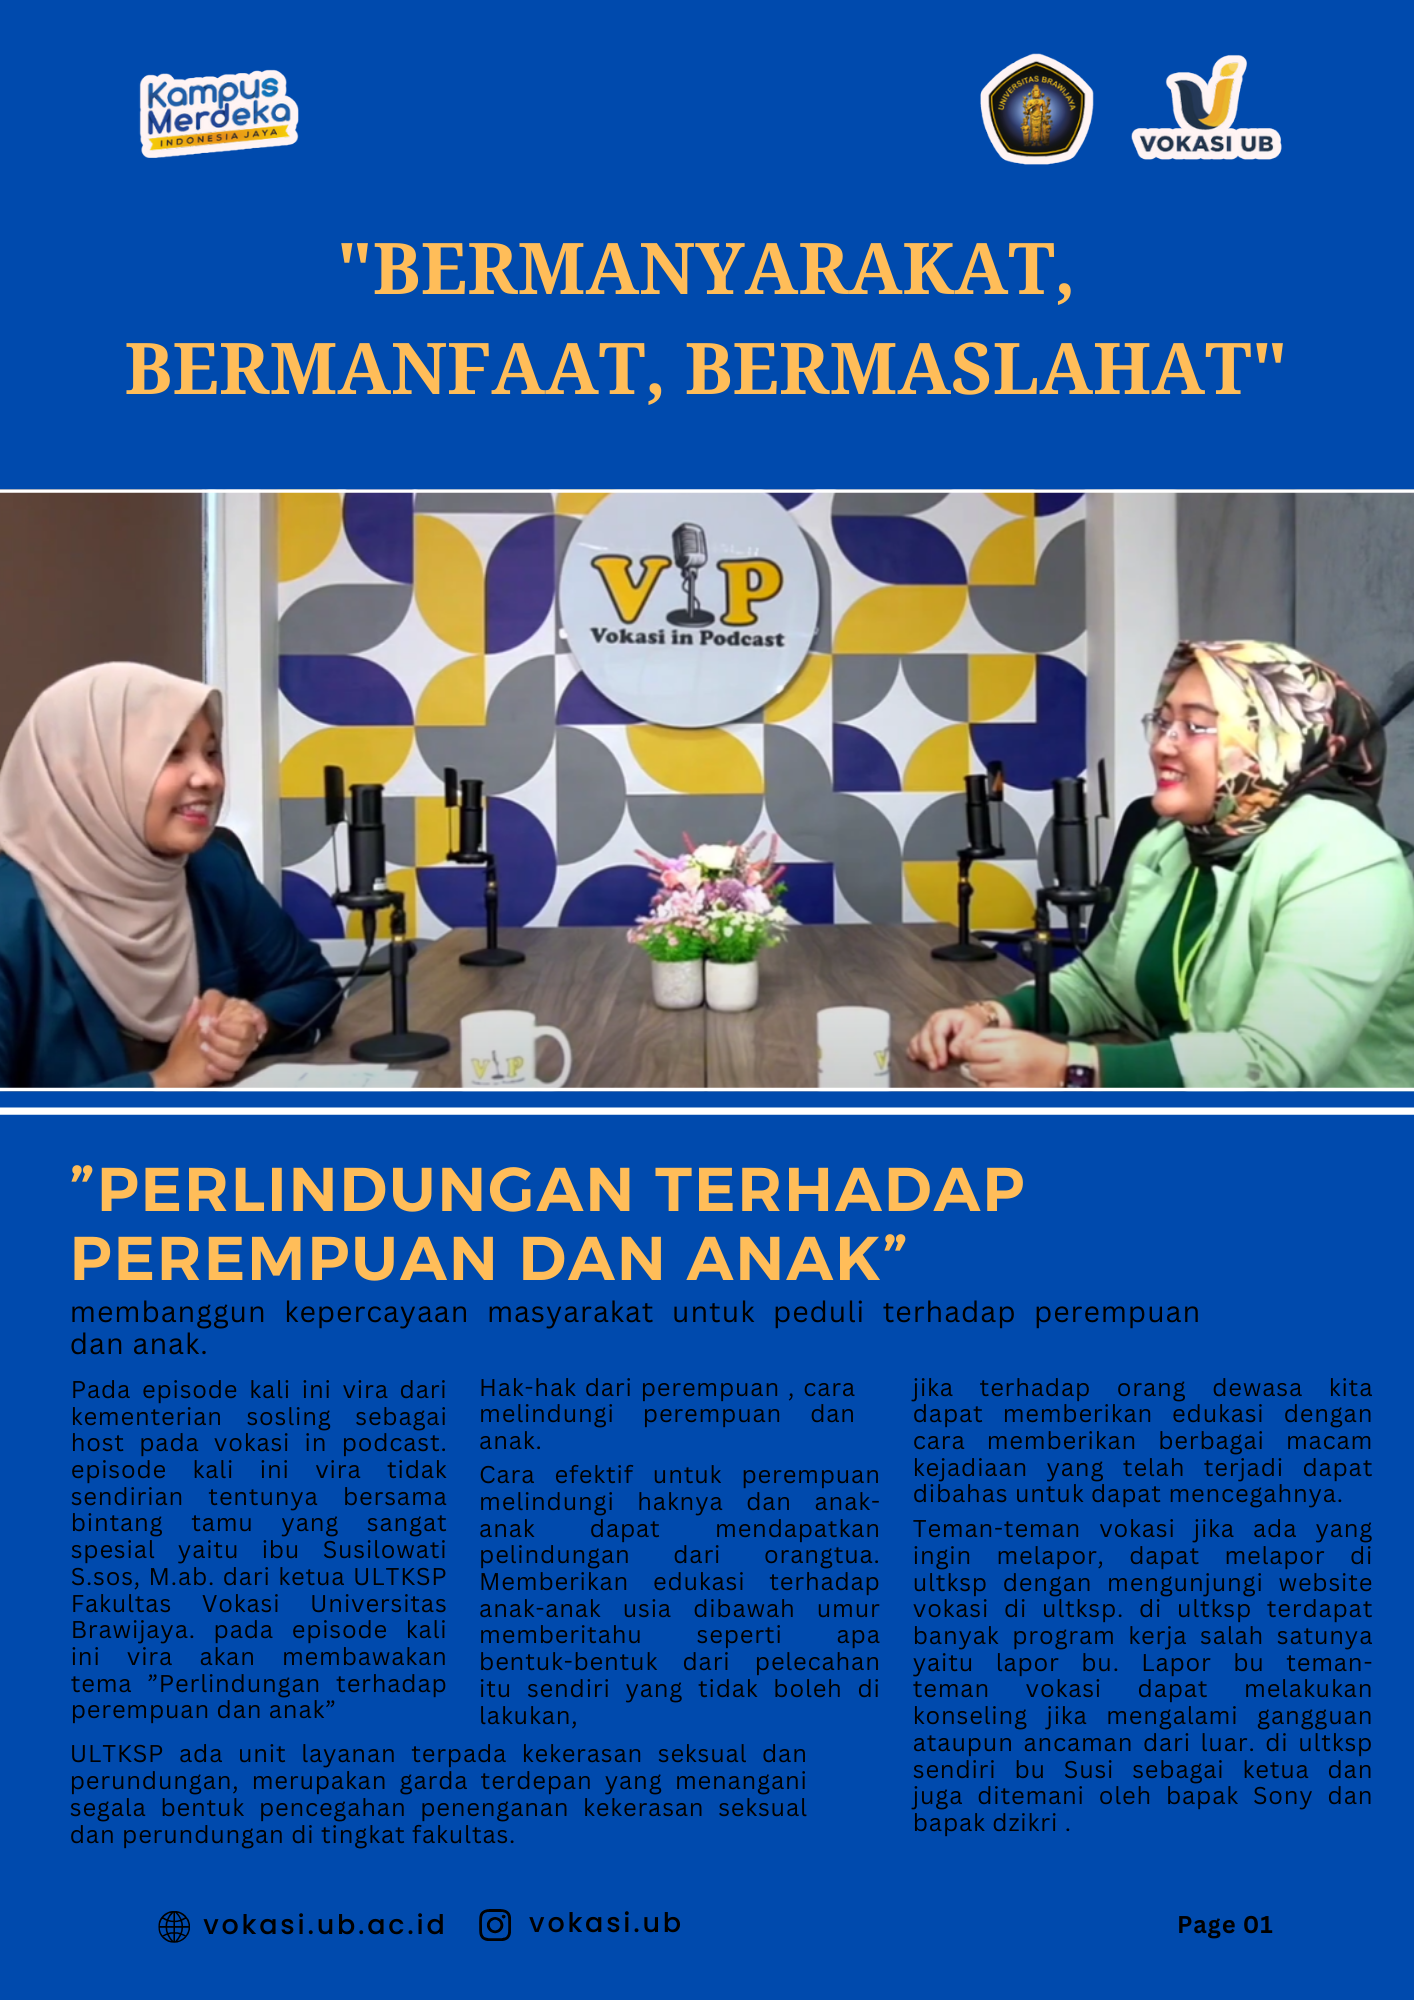 Kampus
Merdeka
INDONESIA JAYA
UNIVERSITAS BRAWIJAYA
VOKASI UB
"BERMANYARAKAT,
BERMANFAAT, BERMASLAHAT"
VIP
Vokasi in Podcast
VIP
VIP
”PERLINDUNGAN TERHADAP
PEREMPUAN DAN ANAK”
membanggun kepercayaan masyarakat untuk peduli terhadap perempuan
dan anak.
Pada episode kali ini vira dari
kementerian sosling sebagai
host pada vokasi in podcast.
episode kali ini vira tidak
sendirian tentunya bersama
bintang tamu yang sangat
spesial yaitu ibu Susilowati
S.sos, M.ab. dari ketua ULTKSP
Fakultas Vokasi Universitas
Brawijaya. pada episode kali
ini vira akan membawakan
tema ”Perlindungan terhadap
perempuan dan anak”
ULTKSP ada unit layanan terpada kekerasan seksual dan
perundungan, merupakan garda terdepan yang menangani
segala bentuk pencegahan penenganan kekerasan seksual
dan perundungan di tingkat fakultas.
Hak-hak dari perempuan , cara
melindungi perempuan dan
anak.
Cara efektif untuk perempuan
melindungi haknya dan anak-
anak dapat mendapatkan
pelindungan dari orangtua.
Memberikan edukasi terhadap
anak-anak usia dibawah umur
memberitahu seperti apa
bentuk-bentuk dari pelecahan
itu sendiri yang tidak boleh di
lakukan,
jika terhadap orang dewasa kita
dapat memberikan edukasi dengan
cara memberikan berbagai macam
kejadiaan yang telah terjadi dapat
dibahas untuk dapat mencegahnya.
Teman-teman vokasi jika ada yang
ingin melapor, dapat melapor di
ultksp dengan mengunjungi website
vokasi di ultksp. di ultksp terdapat
banyak program kerja salah satunya
yaitu lapor bu. Lapor bu teman-
teman vokasi dapat melakukan
konseling jika mengalami gangguan
ataupun ancaman dari luar. di ultksp
sendiri bu Susi sebagai ketua dan
juga ditemani oleh bapak Sony dan
bapak dzikri .
vokasi.ub.ac.id
vokasi.ub
Page 01